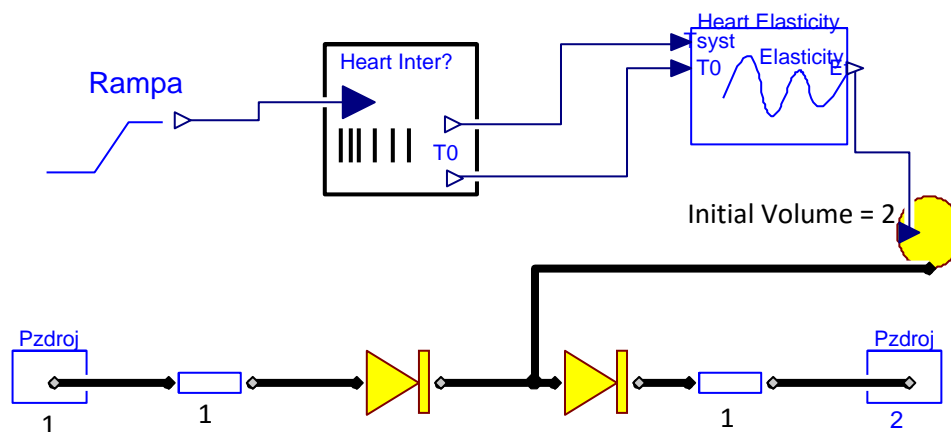 Heart Elasticity
Heart Inter?
Tsyst
Elasticity
Rampa
T0
E
T0
Initial Volume = 2
Pzdroj
Pzdroj
1
1
1
2